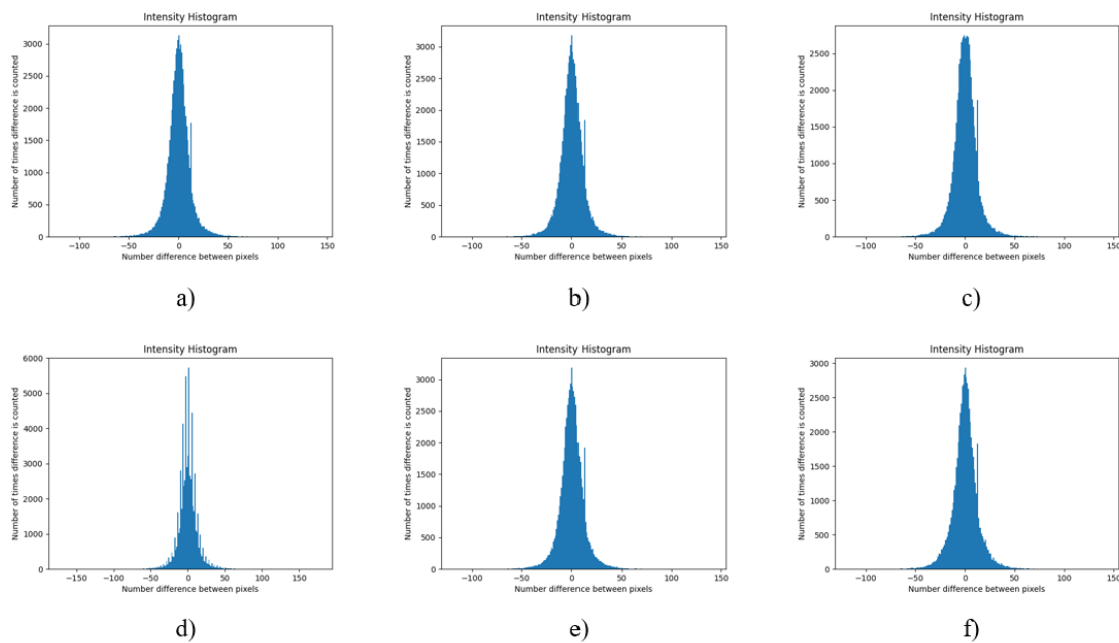 Intensity Histogram
Number of times difference is counted
3000
2500
2000
1500
1000
500
0
−100 −50 0 50 100 150
Number difference between pixels
a)
Intensity Histogram
Number of times difference is counted
3000
2500
2000
1500
1000
500
0
−100 −50 0 50 100 150
Number difference between pixels
b)
Intensity Histogram
Number of times difference is counted
2500
2000
1500
1000
500
0
−100 −50 0 50 100 150
Number difference between pixels
c)
Intensity Histogram
Number of times difference is counted
6000
5000
4000
3000
2000
1000
0
−150 −100 −50 0 50 100 150
Number difference between pixels
d)
Intensity Histogram
Number of times difference is counted
3000
2500
2000
1500
1000
500
0
−100 −50 0 50 100 150
Number difference between pixels
e)
Intensity Histogram
Number of times difference is counted
3000
2500
2000
1500
1000
500
0
−100 −50 0 50 100 150
Number difference between pixels
f)